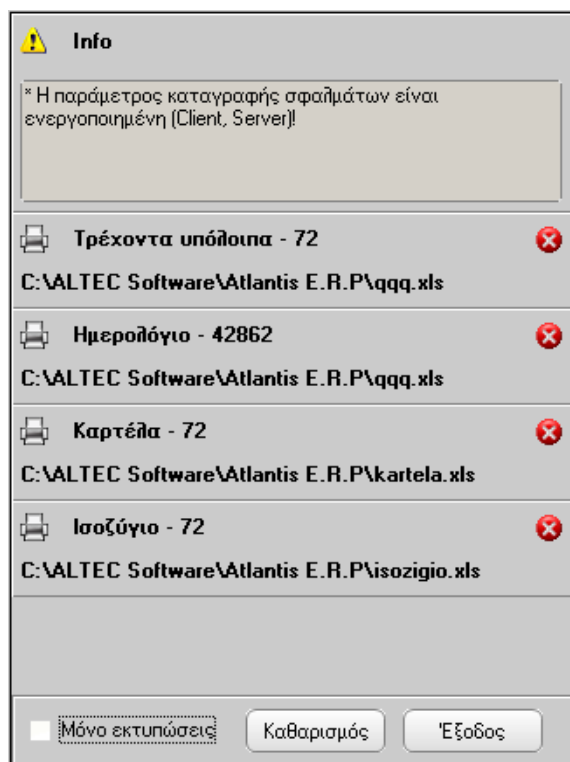 Info
* Η παράμετρος καταγραφής σφαλμάτων είναι
ενεργοποιημένη (Client, Server)!
Τρέχοντα υπόλοιπα - 72
C:\ALTEC Software\Atlantis E.R.P\qqq.xls
Ημερολόγιο - 42862
C:\ALTEC Software\Atlantis E.R.P\qqq.xls
Καρτέλα - 72
C:\ALTEC Software\Atlantis E.R.P\kartela.xls
Ισοζύγιο - 72
C:\ALTEC Software\Atlantis E.R.P\isozigio.xls
Μόνο εκτυπώσεις Καθαρισμός Έξοδος